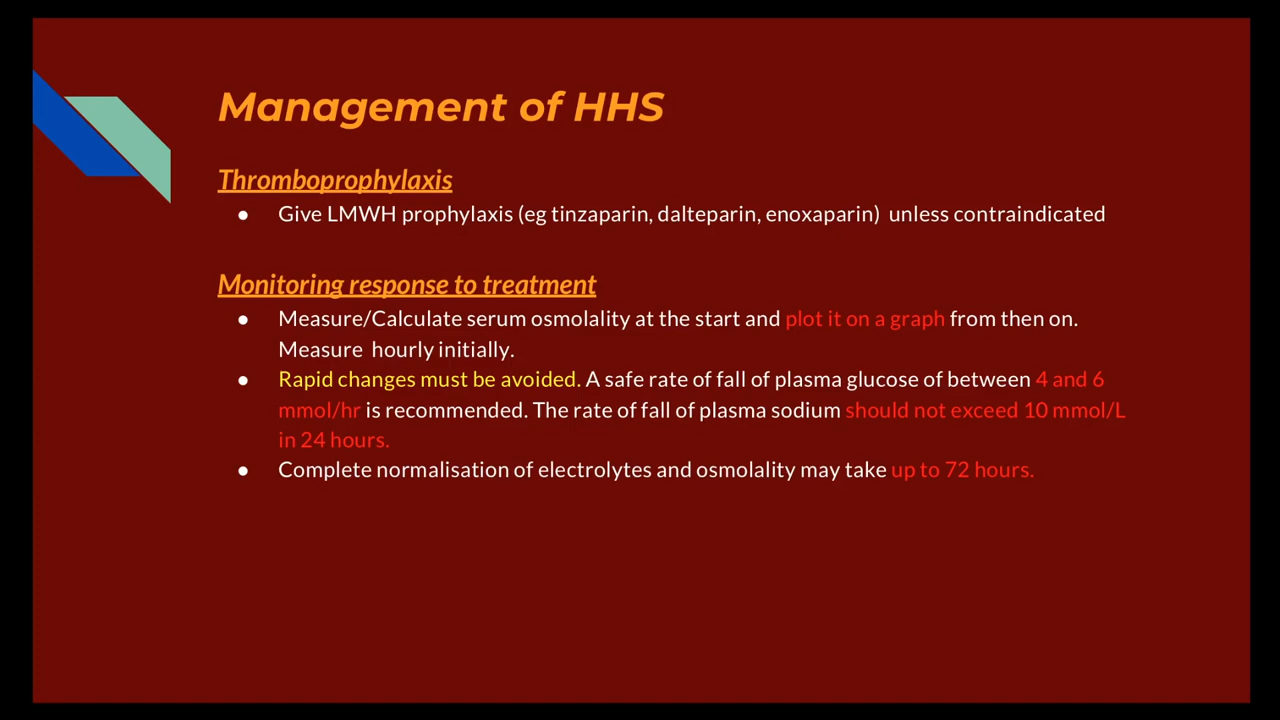 Management of HHS
Thromboprophylaxis
● Give LMWH prophylaxis (eg tinzaparin, dalteparin, enoxaparin)  unless contraindicated
Monitoring response to treatment
● Measure/Calculate serum osmolality at the start and plot it on a graph from then on.
Measure  hourly initially.
● Rapid changes must be avoided. A safe rate of fall of plasma glucose of between 4 and 6
mmol/hr is recommended. The rate of fall of plasma sodium should not exceed 10 mmol/L
in 24 hours.
● Complete normalisation of electrolytes and osmolality may take up to 72 hours.